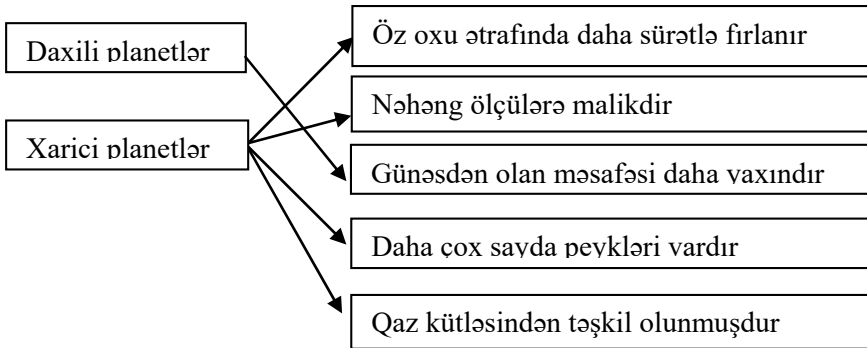 Öz oxu ətrafında daha sürətlə fırlanır
Daxili planetlər
Nəhəng ölçülərə malikdir
Xarici planetlər
Günəşdən olan məsafəsi daha yaxındır
Daha çox sayda peykləri vardır
Qaz kütləsindən təşkil olunmuşdur